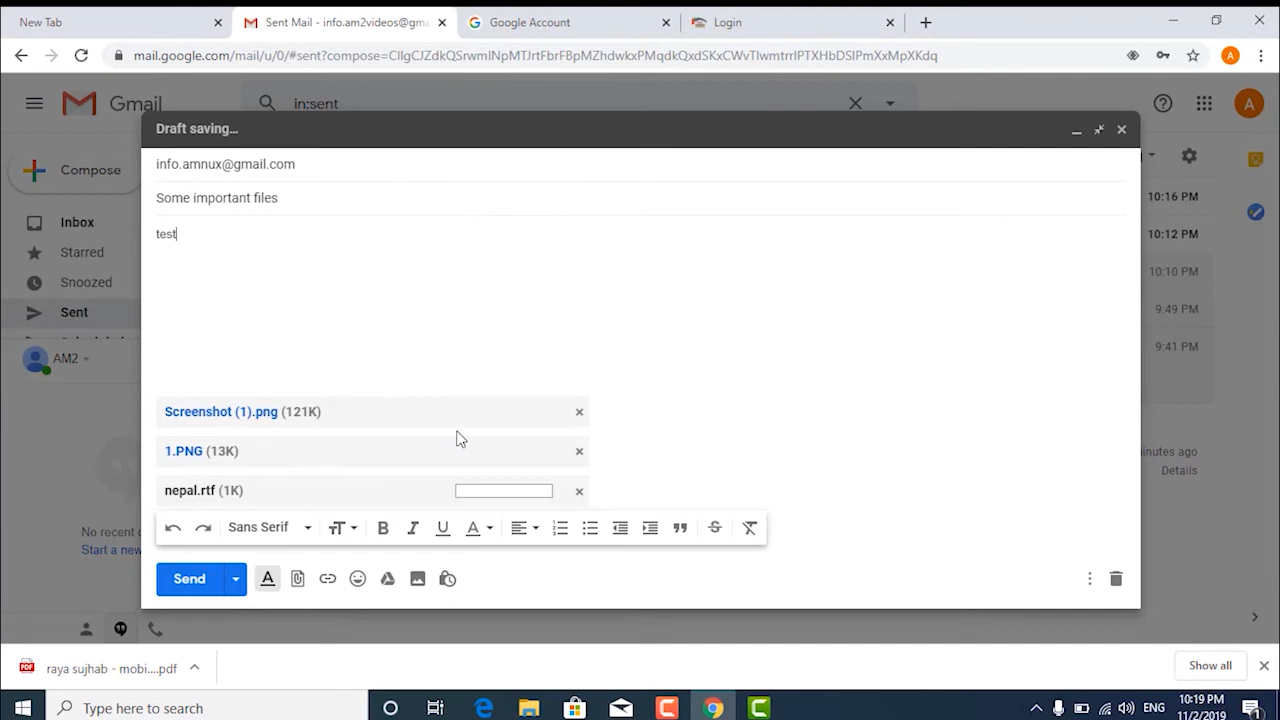 New Tab
Sent Mail - info.am2videos@gma
Google Account
Login
mail.google.com/mail/u/0/#sent?compose=
Gmail
in:sent
Draft saving...
info.amnux@gmail.com
Compose
Some important files
10:16 PM
Inbox
test
10:12 PM
Starred
10:10 PM
Snoozed
9:49 PM
Sent
9:41 PM
AM2
Screenshot (1).png (121K)
1.PNG (13K)
minutes ago
Details
nepal.rtf (1K)
No recent
Start a new
Sans Serif
Send
raya sujhab - mobi....pdf
Show all
Type here to search
ENG
10:19 PM
11/2/2019